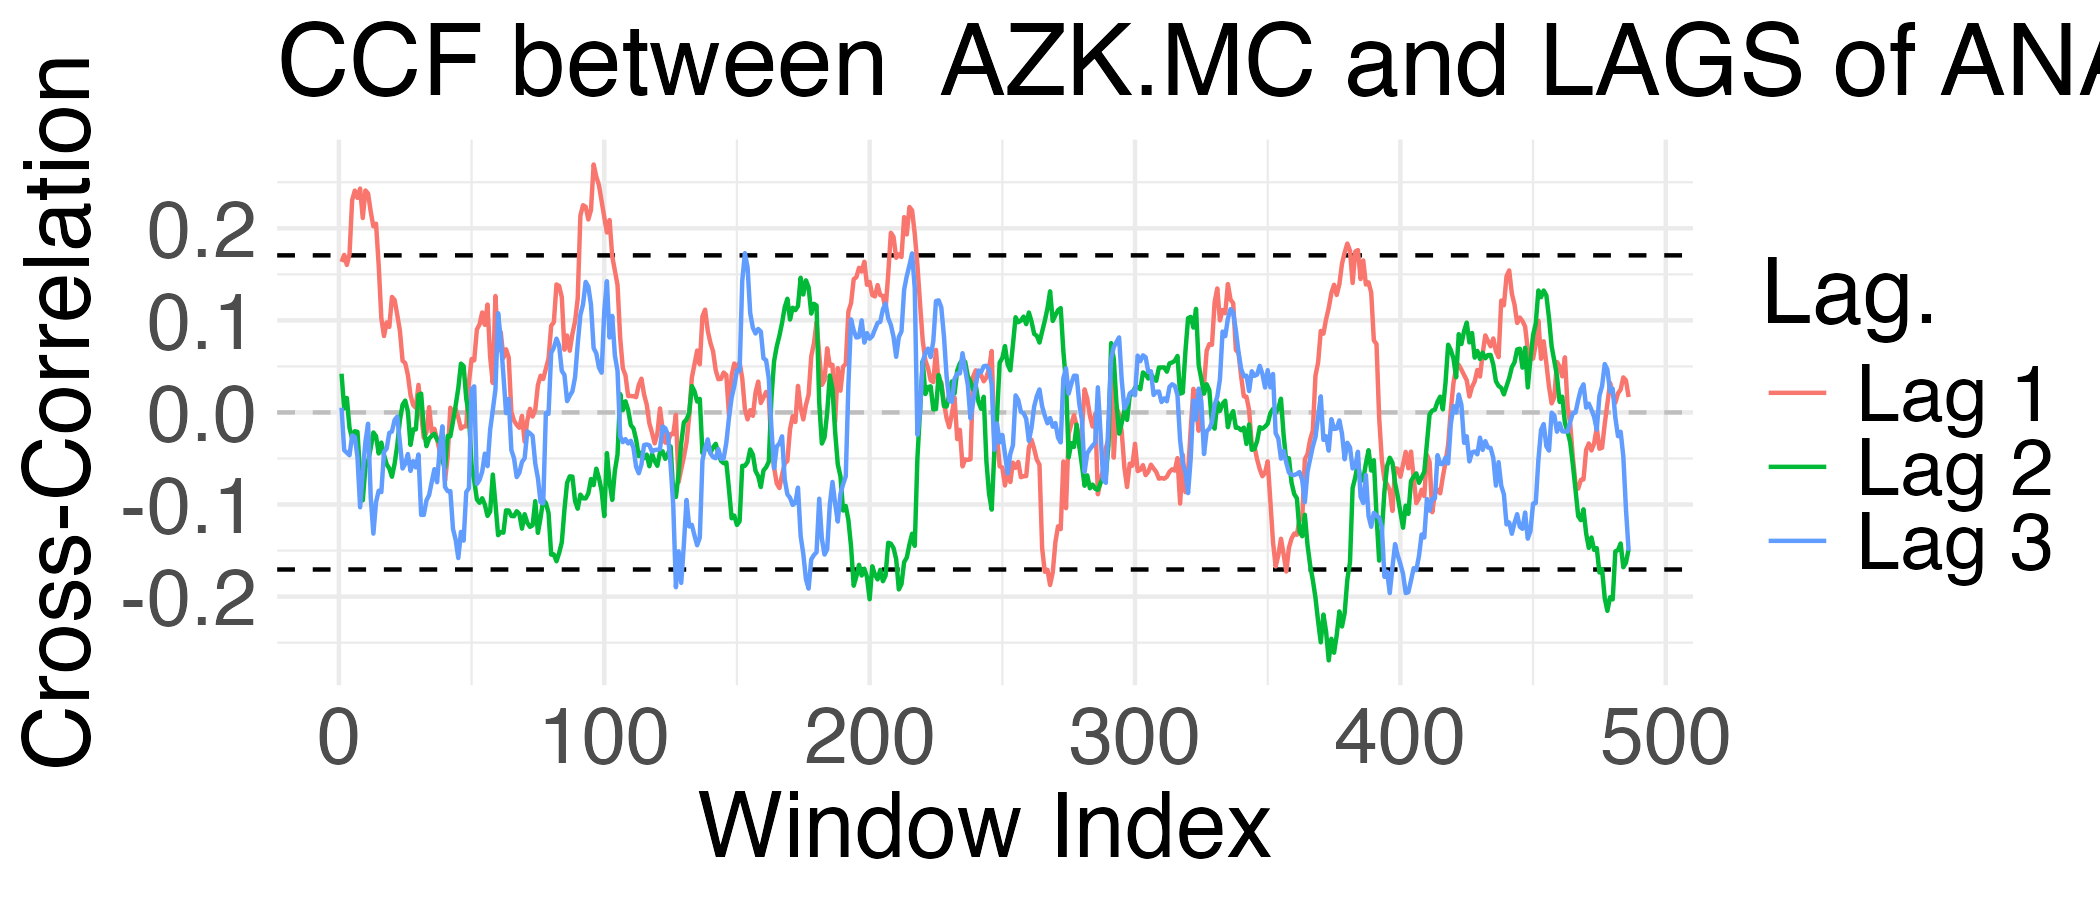 CCF between AZK.MC and LAGS of ANA
Cross-Correlation
0.2
0.1
0.0
-0.1
-0.2
0 100 200 300 400 500
Window Index
Lag.
Lag 1
Lag 2
Lag 3